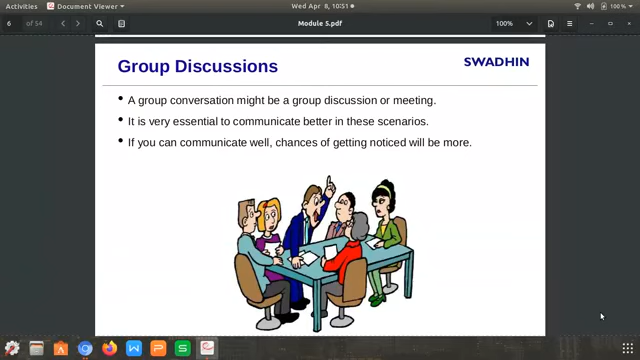 Activities
Document Viewer
Wed Apr 8, 10:51
100 %
6
of 54
Module 5.pdf
100%
Group Discussions
SWADHIN
A group conversation might be a group discussion or meeting.
It is very essential to communicate better in these scenarios.
If you can communicate well, chances of getting noticed will be more.
W
P
S